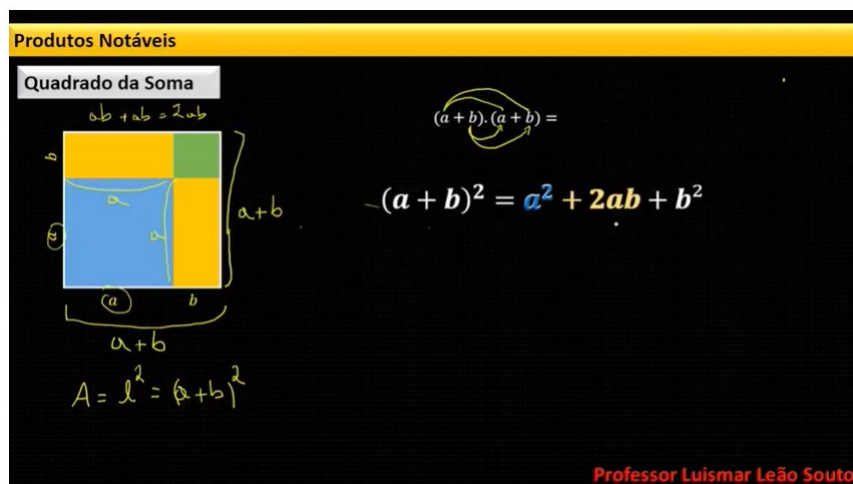 Produtos Notáveis
Quadrado da Soma
ab + ab = 2ab
b
a
a
a
a+b
a
b
a+b
A = l² = (a+b)²
(a + b).(a + b) =
(a + b)² = a² + 2ab + b²
Professor Luismar Leão Souto